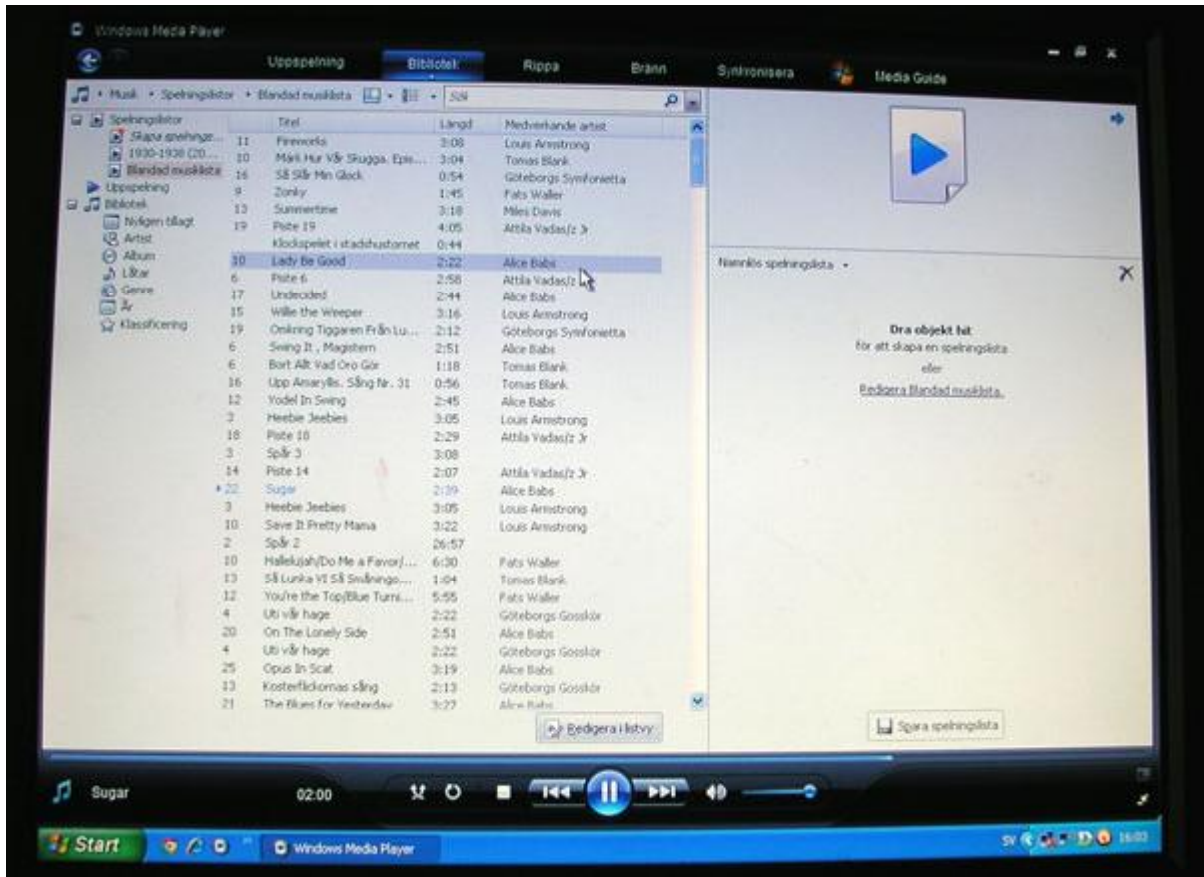 Windows Media Player
Uppspelning Bibliotek Rippa Bränn Synkronisera Media Guide
Musik Spelningslistor Blandad musiklista Sök
Spelningslistor
Skapa spelningsl...
1930-1938 (20...
Blandad musiklista
Uppspelning
Bibliotek
Nyligen tillagt
Artist
Album
Låtar
Genre
År
Klassificering
Titel Längd Medverkande artist
11 Fireworks 3:08 Louis Armstrong
10 Märk Hur Vår Skugga. Epis... 3:04 Tomas Blank
16 Så Slår Min Glock 0:54 Göteborgs Symfonietta
9 Zonky 1:45 Fats Waller
13 Summertime 3:18 Miles Davis
19 Piste 19 4:05 Attila Vadas/z Jr
Klockspelet i stadshustornet 0:44
10 Lady Be Good 2:22 Alice Babs
6 Piste 6 2:58 Attila Vadas/z
17 Undecided 2:44 Alice Babs
15 Willie the Weeper 3:16 Louis Armstrong
19 Omkring Tiggaren Från Lu... 2:12 Göteborgs Symfonietta
6 Swing It , Magistern 2:51 Alice Babs
6 Bort Allt Vad Oro Gör 1:18 Tomas Blank
16 Upp Amaryllis. Sång Nr. 31 0:56 Tomas Blank
12 Yodel In Swing 2:45 Alice Babs
3 Heebie Jeebies 3:05 Louis Armstrong
18 Piste 18 2:29 Attila Vadas/z Jr
3 Spår 3 3:08
14 Piste 14 2:07 Attila Vadas/z Jr
22 Sugar 2:39 Alice Babs
3 Heebie Jeebies 3:05 Louis Armstrong
10 Save It Pretty Mama 3:22 Louis Armstrong
2 Spår 2 26:57
10 Hallelujah/Do Me a Favor/... 6:30 Fats Waller
13 Så Lunka VI Så Småningo... 1:04 Tomas Blank
12 You're the Top/Blue Turni... 5:55 Fats Waller
4 Uti vår hage 2:22 Göteborgs Gosskör
20 On The Lonely Side 2:51 Alice Babs
4 Uti vår hage 2:22 Göteborgs Gosskör
25 Opus In Scat 3:19 Alice Babs
13 Kosterflickornas sång 2:13 Göteborgs Gosskör
21 The Blues for Yesterday 3:27 Alice Babs
Redigera i listvy
Namnlös spelningslista
Dra objekt hit
för att skapa en spelningslista
eller
Redigera Blandad musiklista.
Spara spelningslista
Sugar 02:00
Start Windows Media Player SV 16:03